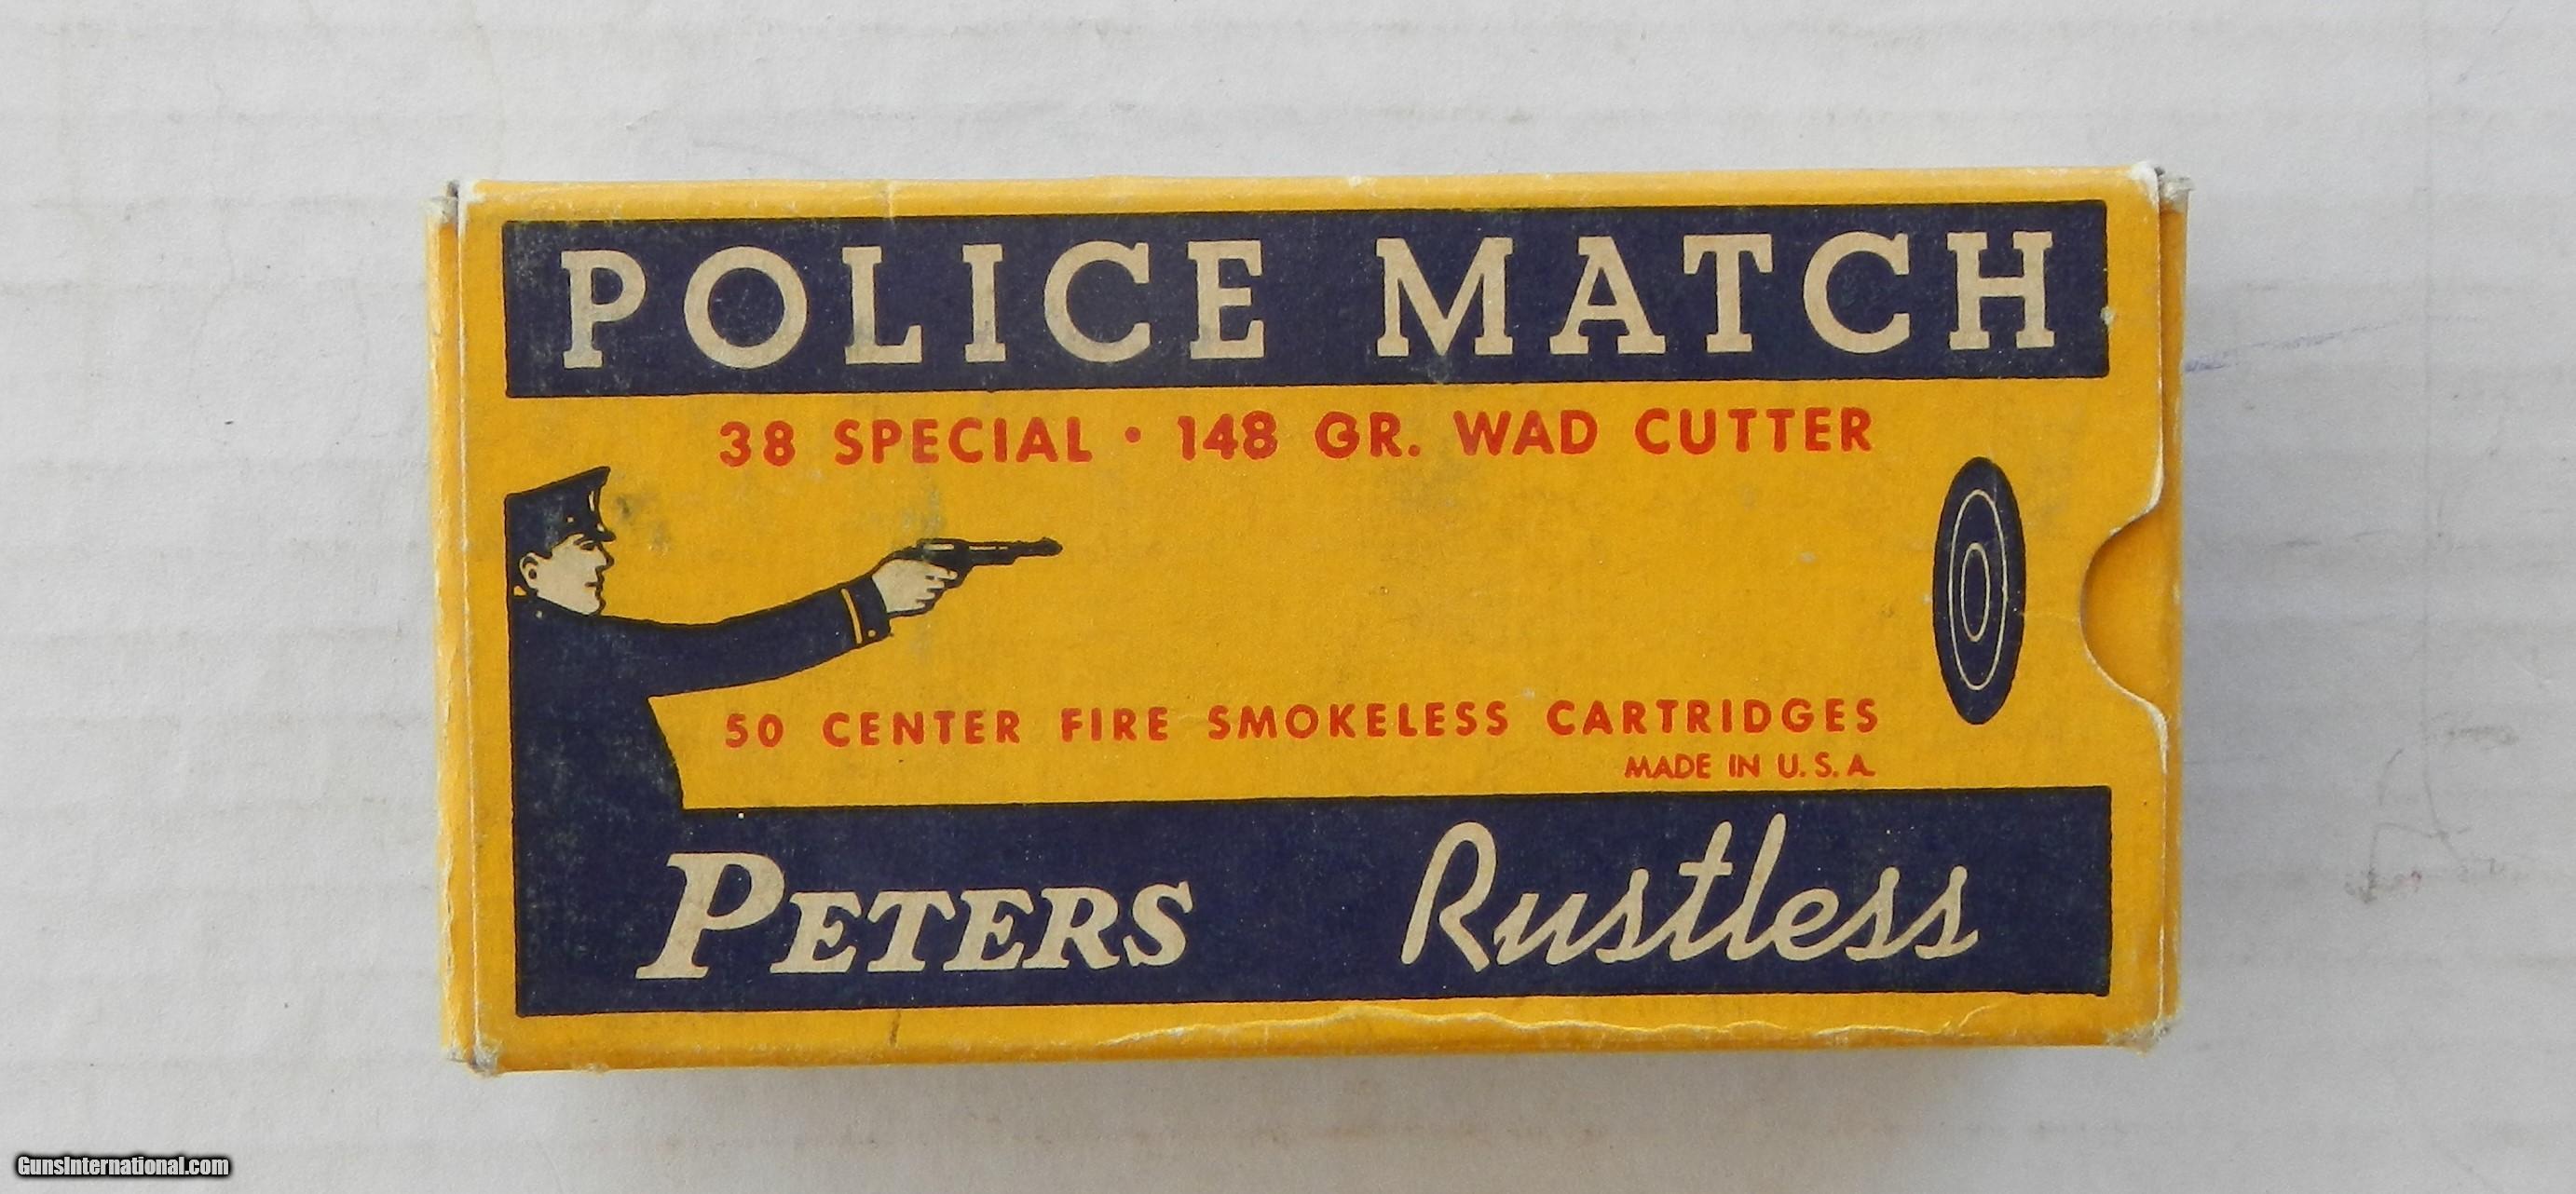 POLICE MATCH
38 SPECIAL • 148 GR. WAD CUTTER
50 CENTER FIRE SMOKELESS CARTRIDGES
MADE IN U.S.A.
PETERS Rustless
GunsInternational.com